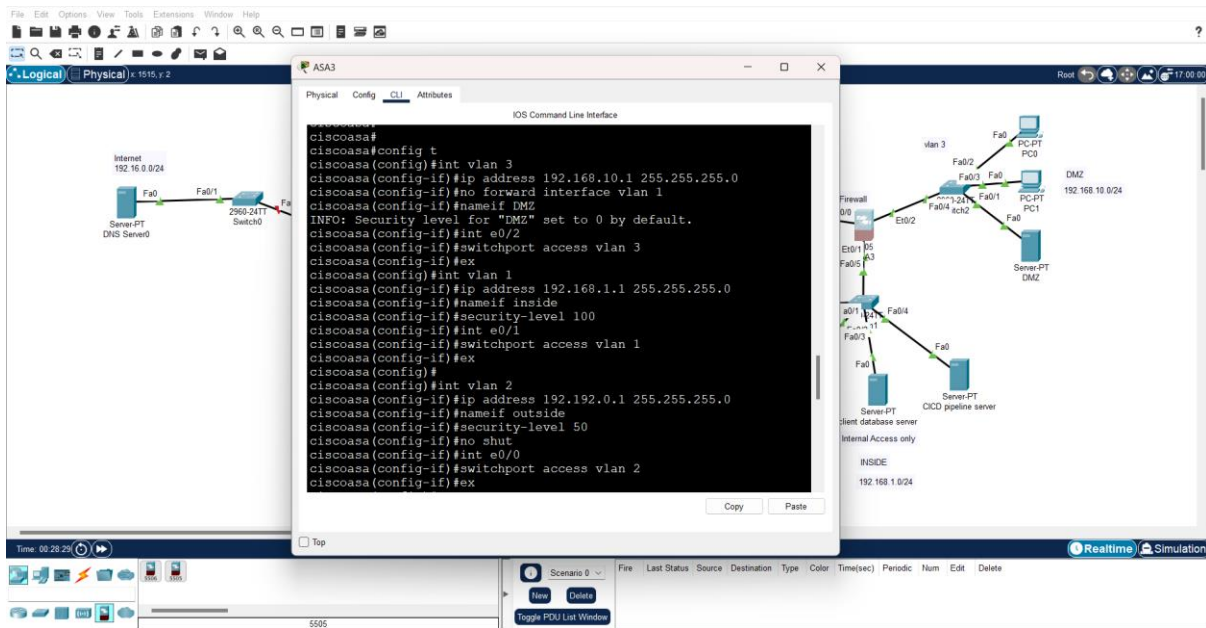 File Edit Options View Tools Extensions Window Help
?
Logical Physical x: 1515, y: 2
Root 17:00:00
ASA3
Physical Config CLI Attributes
IOS Command Line Interface
ciscoasa#
ciscoasa#config t
ciscoasa(config)#int vlan 3
ciscoasa(config-if)#ip address 192.168.10.1 255.255.255.0
ciscoasa(config-if)#no forward interface vlan 1
ciscoasa(config-if)#nameif DMZ
INFO: Security level for "DMZ" set to 0 by default.
ciscoasa(config-if)#int e0/2
ciscoasa(config-if)#switchport access vlan 3
ciscoasa(config-if)#ex
ciscoasa(config)#int vlan 1
ciscoasa(config-if)#ip address 192.168.1.1 255.255.255.0
ciscoasa(config-if)#nameif inside
ciscoasa(config-if)#security-level 100
ciscoasa(config-if)#int e0/1
ciscoasa(config-if)#switchport access vlan 1
ciscoasa(config-if)#ex
ciscoasa(config)#
ciscoasa(config)#int vlan 2
ciscoasa(config-if)#ip address 192.192.0.1 255.255.255.0
ciscoasa(config-if)#nameif outside
ciscoasa(config-if)#security-level 50
ciscoasa(config-if)#no shut
ciscoasa(config-if)#int e0/0
ciscoasa(config-if)#switchport access vlan 2
ciscoasa(config-if)#ex
Copy Paste
Top
Internet
192.16.0.0/24
Fa0
Fa0/1
Fa
Server-PT
DNS Server0
2960-24TT
Switch0
vlan 3
Fa0
PC-PT
PC0
Fa0/2
Fa0/3 Fa0
DMZ
192.168.10.0/24
PC-PT
PC1
Fa0/1
Fa0/4
itch2
Fa0
Server-PT
DMZ
Firewall
0/0
Et0/2
Et0/1
05
A3
Fa0/5
a0/1
Fa0/4
Fa0/3
Fa0
Fa0
Server-PT
CICD pipeline server
Server-PT
client database server
Internal Access only
INSIDE
192.168.1.0/24
Time: 00:28:29
Realtime Simulation
5506 5505
Scenario 0
New Delete
Toggle PDU List Window
Fire Last Status Source Destination Type Color Time(sec) Periodic Num Edit Delete
5505